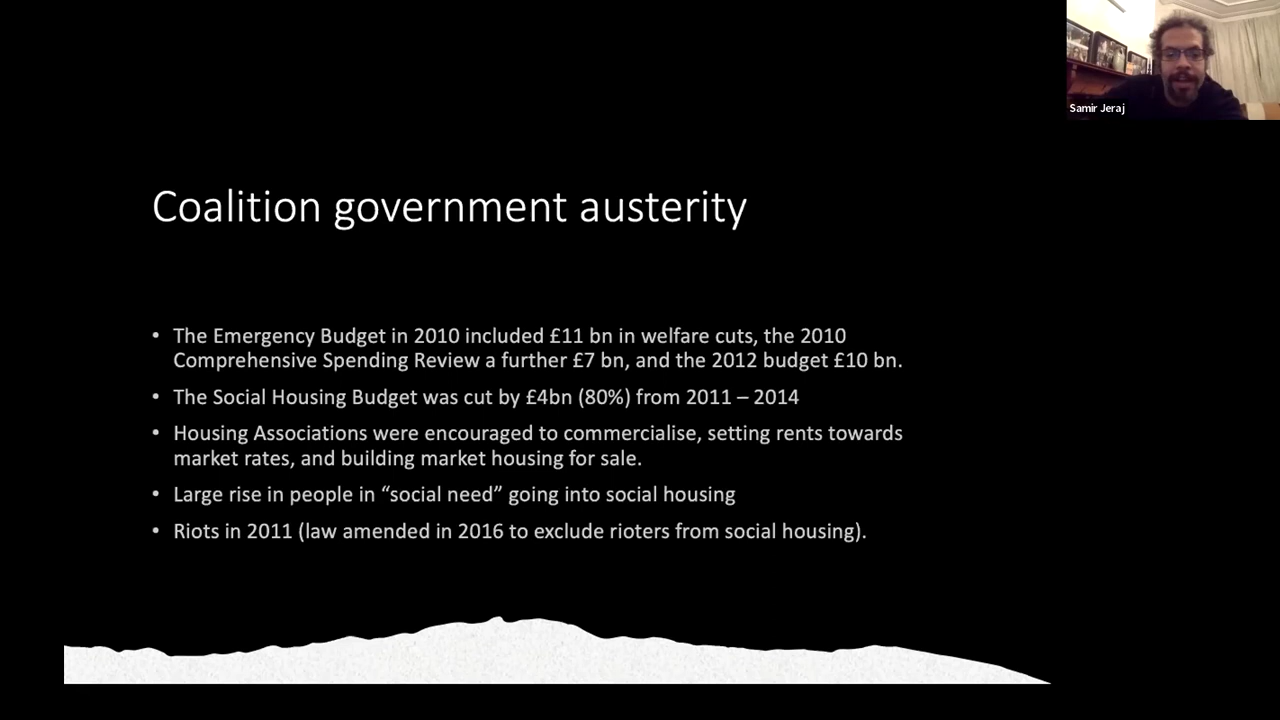 Samir Jeraj
Coalition government austerity
• The Emergency Budget in 2010 included £11 bn in welfare cuts, the 2010
Comprehensive Spending Review a further £7 bn, and the 2012 budget £10 bn.
• The Social Housing Budget was cut by £4bn (80%) from 2011 – 2014
• Housing Associations were encouraged to commercialise, setting rents towards
market rates, and building market housing for sale.
• Large rise in people in “social need” going into social housing
• Riots in 2011 (law amended in 2016 to exclude rioters from social housing).